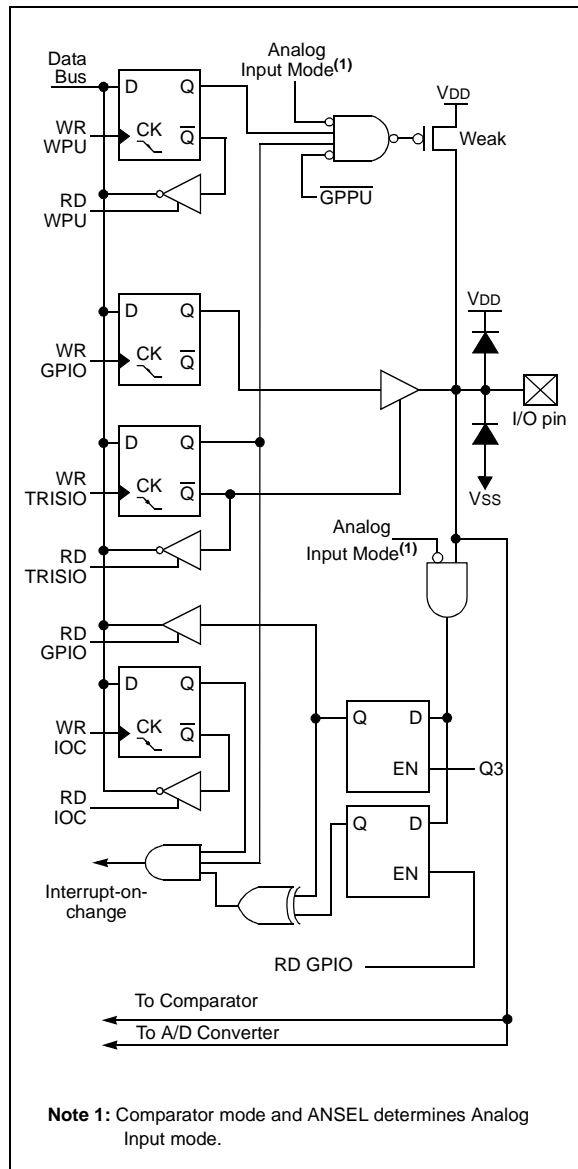 Data
Bus
D Q
WR
WPU
CK Q
RD
WPU
Analog
Input Mode(1)
VDD
Weak
GPPU
D Q
WR
GPIO
CK Q
VDD
I/O pin
VSS
D Q
WR
TRISIO
CK Q
RD
TRISIO
Analog
Input Mode(1)
RD
GPIO
D Q
WR
IOC
CK Q
RD
IOC
Q D
EN
Q3
Q D
EN
Interrupt-on-
change
RD GPIO
To Comparator
To A/D Converter
Note 1: Comparator mode and ANSEL determines Analog
Input mode.